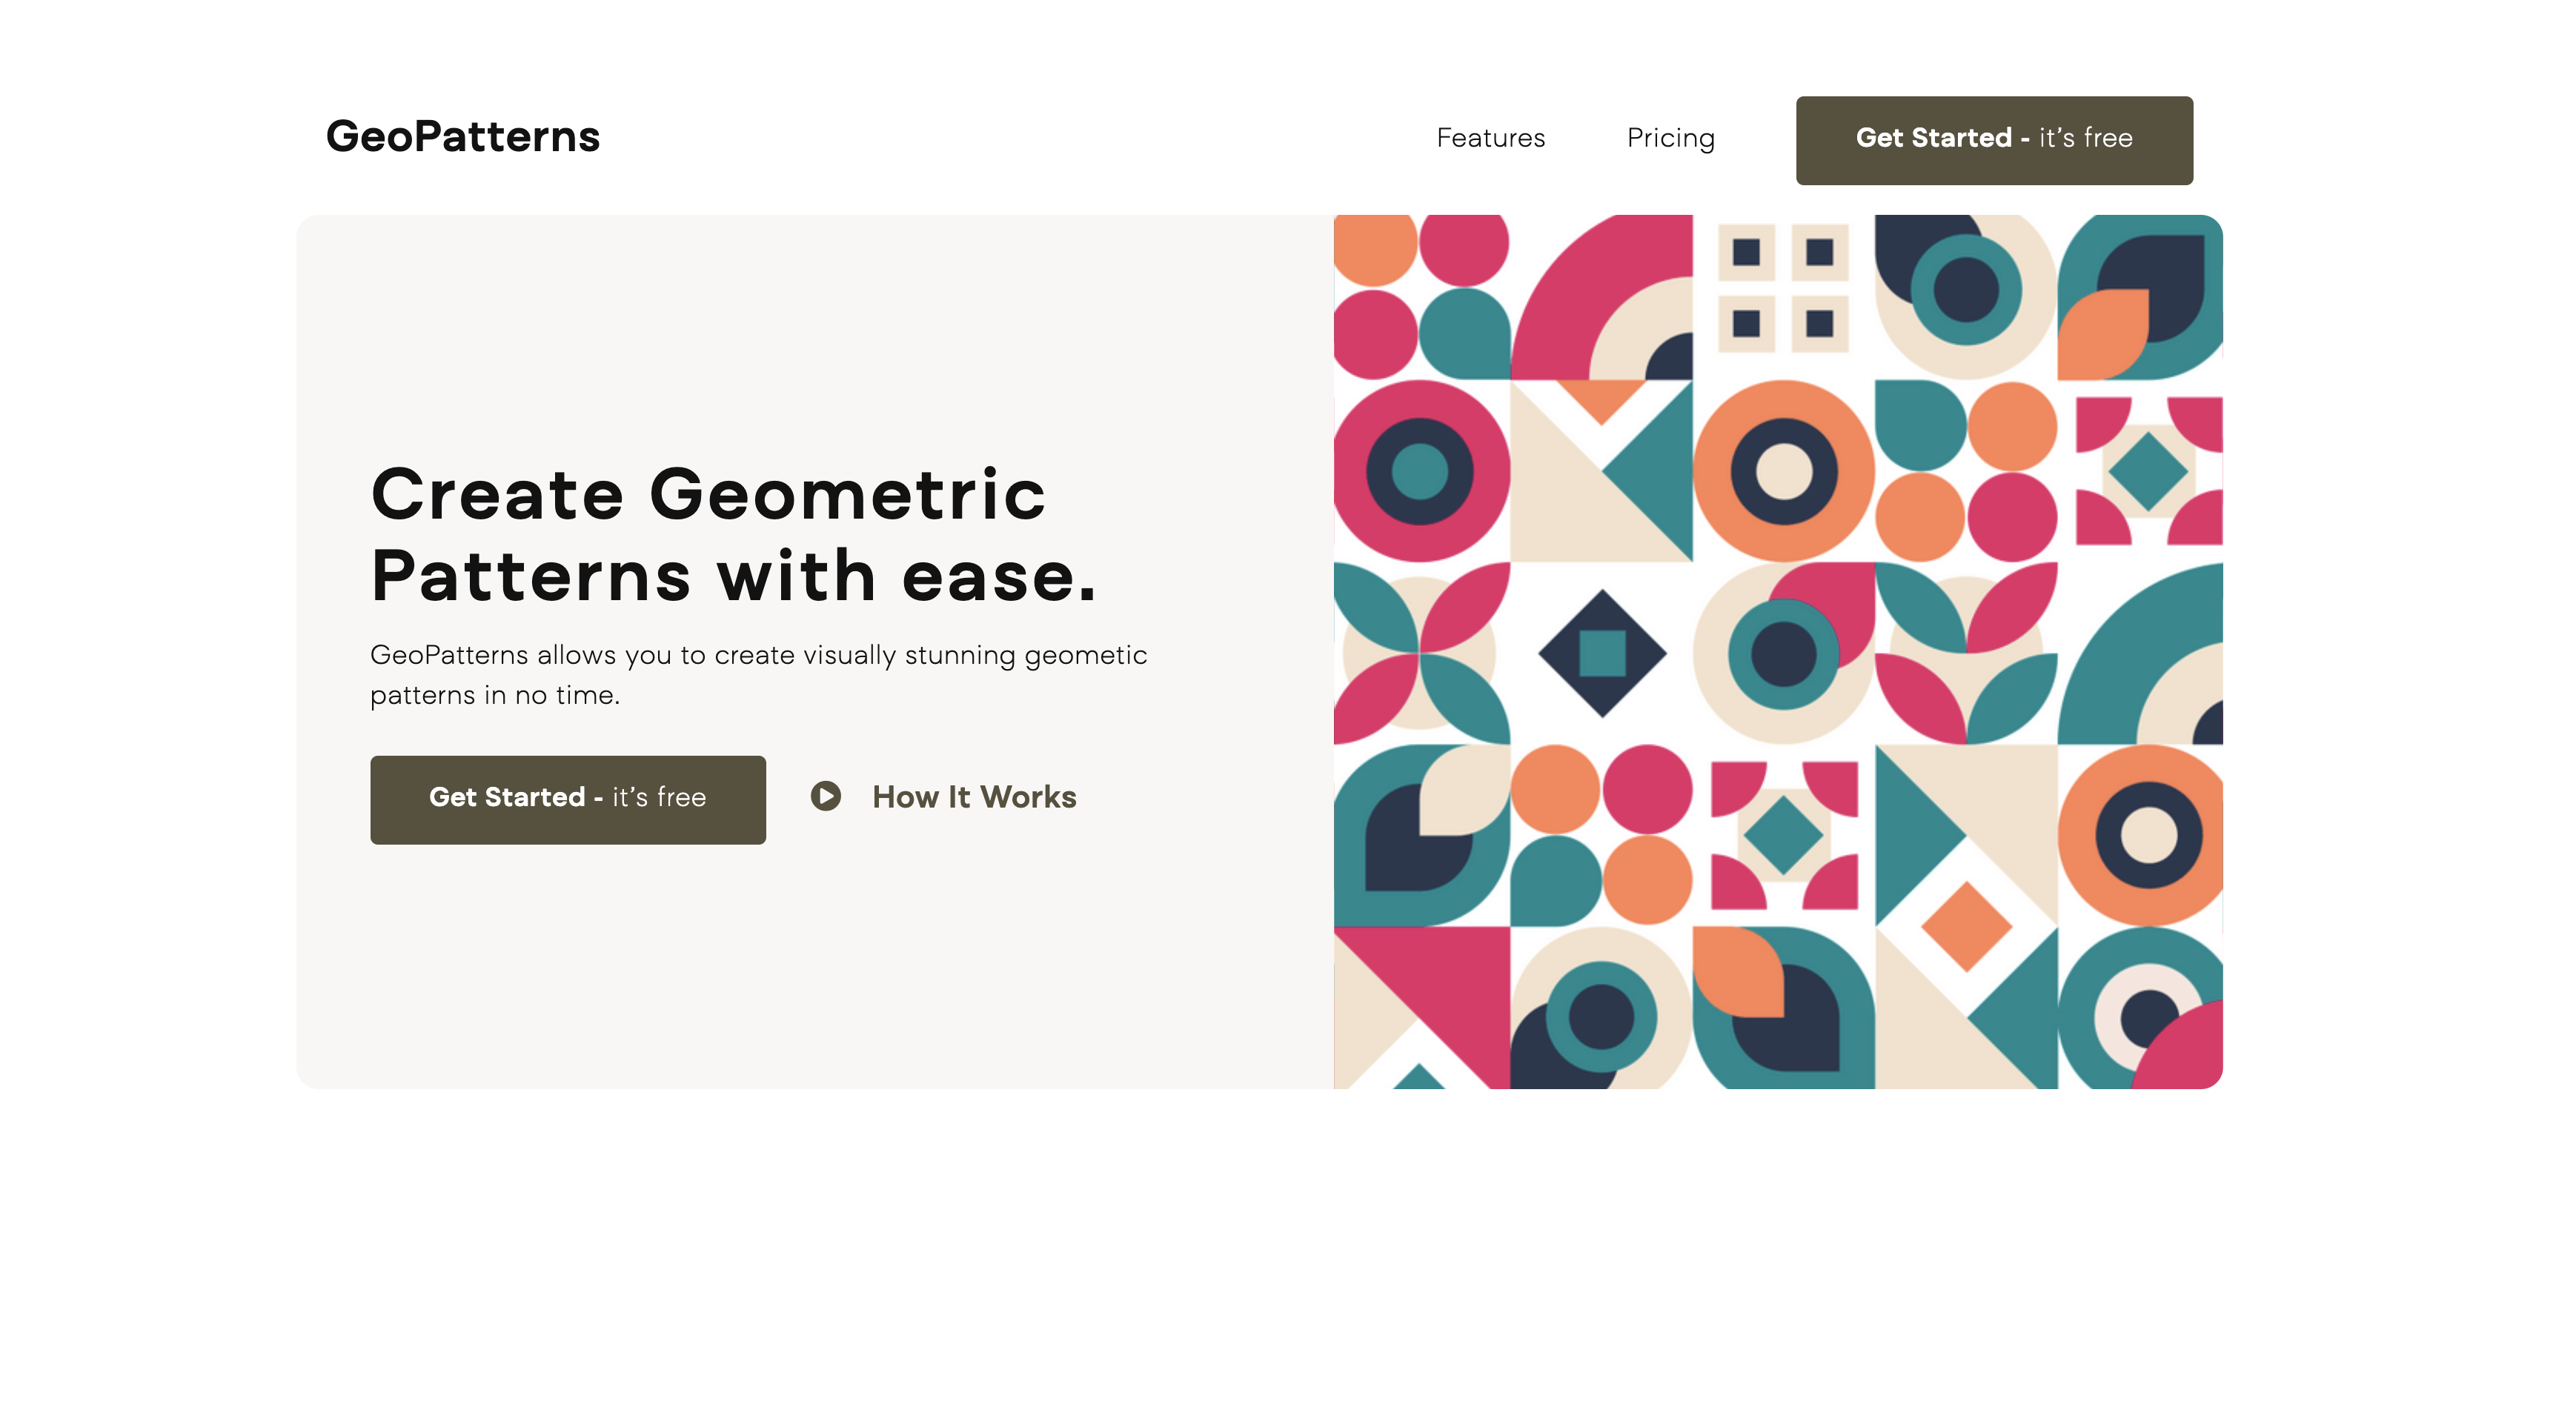 GeoPatterns
Features
Pricing
Get Started - it’s free
Create Geometric
Patterns with ease.
GeoPatterns allows you to create visually stunning geometic
patterns in no time.
Get Started - it’s free
How It Works